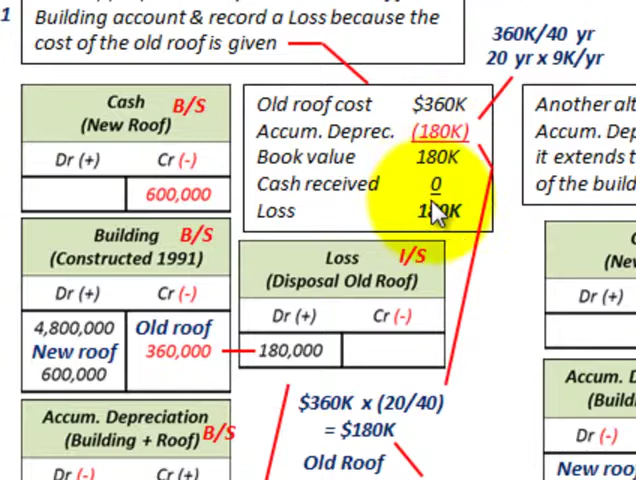 1
Building account & record a Loss because the
cost of the old roof is given
360K/40 yr
20 yr x 9K/yr
Cash B/S
(New Roof)
Dr (+) Cr (-)
600,000
Old roof cost $360K
Accum. Deprec. (180K)
Book value 180K
Cash received 0
Loss 180K
Another alt
Accum. Dep
it extends t
of the build
Building B/S
(Constructed 1991)
Dr (+) Cr (-)
4,800,000 Old roof
New roof 360,000
600,000
Loss I/S
(Disposal Old Roof)
Dr (+) Cr (-)
180,000
(Nev
Dr (+)
$360K x (20/40)
= $180K
Old Roof
Accum. Depreciation
(Building + Roof) B/S
Dr (-) Cr (+)
Accum. D
(Build
Dr (-)
New roo